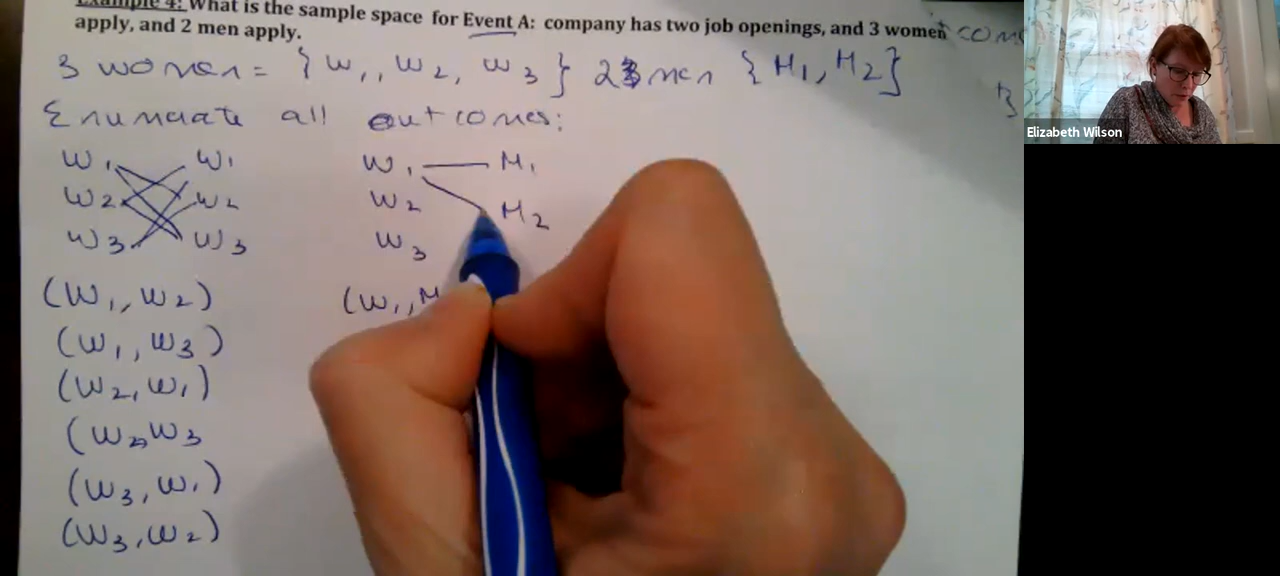 Example 4: What is the sample space for Event A: company has two job openings, and 3 women
apply, and 2 men apply.
3 women = { W1, W2, W3 } 2 men { M1, M2 }
Enumerate all outcomes:
W1 W1 W1 M1
W2 W2 W2 M2
W3 W3 W3
(W1, W2) (W1, M
(W1, W3)
(W2, W1)
(W2, W3
(W3, W1)
(W3, W2)
Elizabeth Wilson